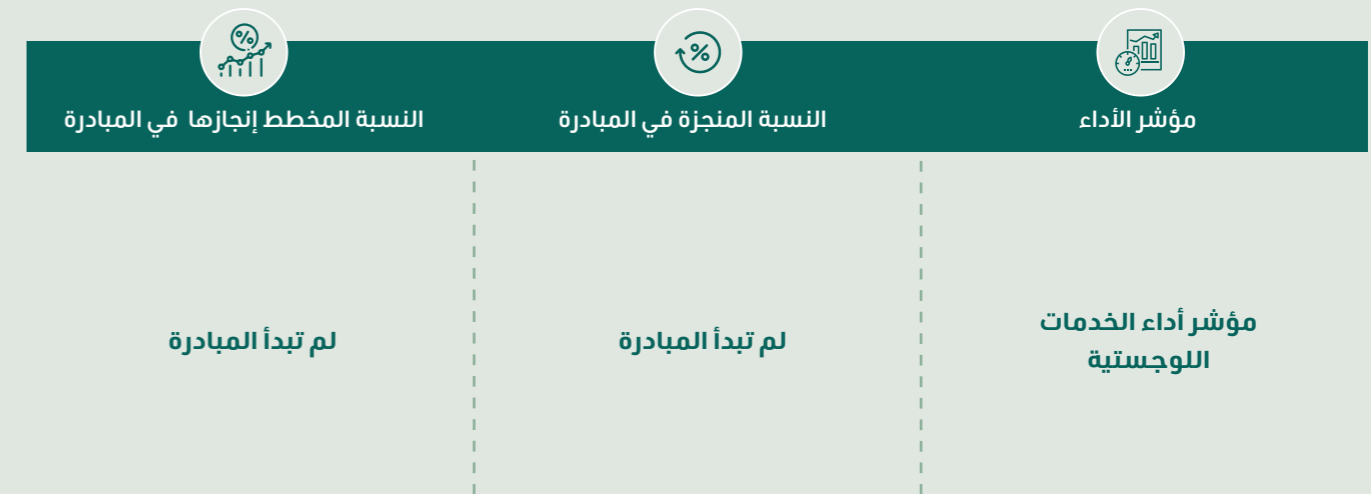 مؤشر الأداء
النسبة المنجزة في المبادرة
النسبة المخطط إنجازها في المبادرة
مؤشر أداء الخدمات
اللوجستية
لم تبدأ المبادرة
لم تبدأ المبادرة